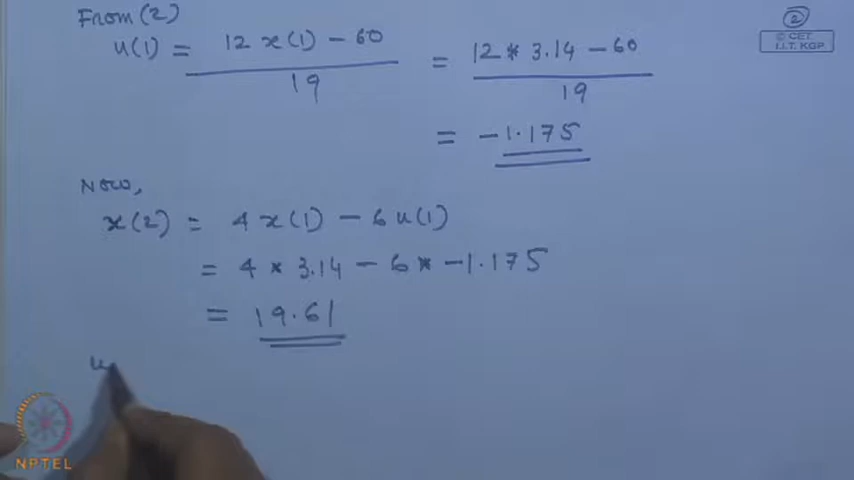 From (2)
u(1) = 12 x(1) - 60 / 19 = 12 * 3.14 - 60 / 19
= -1.175
Now,
x(2) = 4 x(1) - 6 u(1)
= 4 * 3.14 - 6 * -1.175
= 19.61
u
2
© CET
I.I.T. KGP
NPTEL